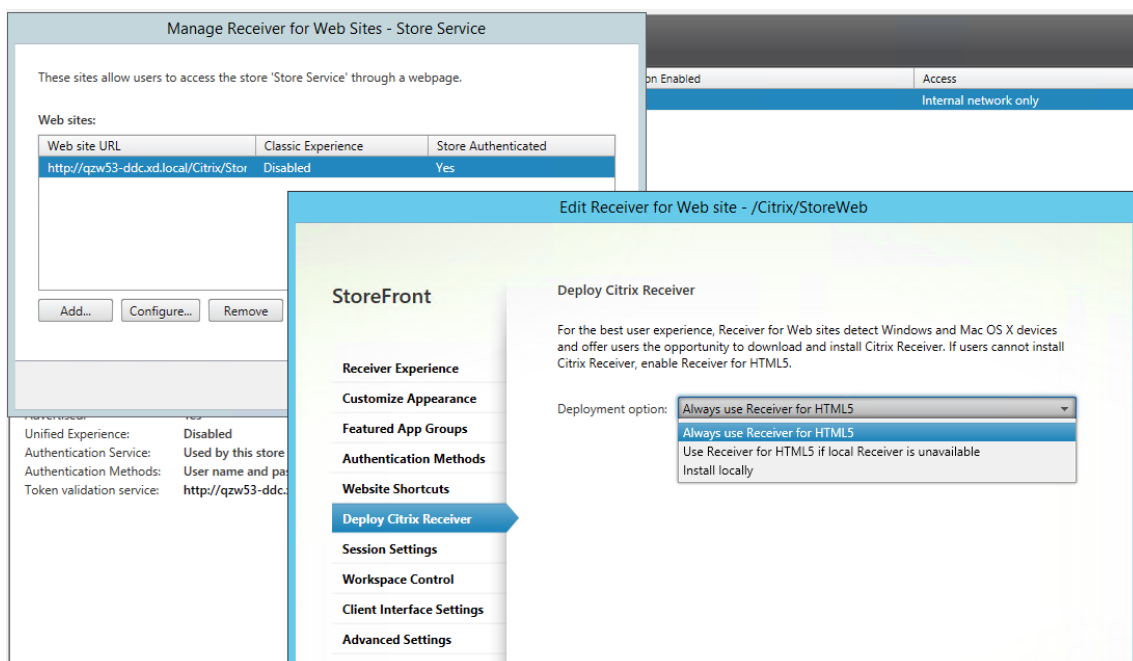 Manage Receiver for Web Sites - Store Service
These sites allow users to access the store 'Store Service' through a webpage.
Web sites:
Web site URL Classic Experience Store Authenticated
http://qzw53-ddc.xd.local/Citrix/Stor Disabled Yes
Add... Configure... Remove
on Enabled Access
Internal network only
Advertised: Yes
Unified Experience: Disabled
Authentication Service: Used by this store
Authentication Methods: User name and pas
Token validation service: http://qzw53-ddc.
Edit Receiver for Web site - /Citrix/StoreWeb
StoreFront
Receiver Experience
Customize Appearance
Featured App Groups
Authentication Methods
Website Shortcuts
Deploy Citrix Receiver
Session Settings
Workspace Control
Client Interface Settings
Advanced Settings
Deploy Citrix Receiver
For the best user experience, Receiver for Web sites detect Windows and Mac OS X devices
and offer users the opportunity to download and install Citrix Receiver. If users cannot install
Citrix Receiver, enable Receiver for HTML5.
Deployment option: Always use Receiver for HTML5
Always use Receiver for HTML5
Use Receiver for HTML5 if local Receiver is unavailable
Install locally